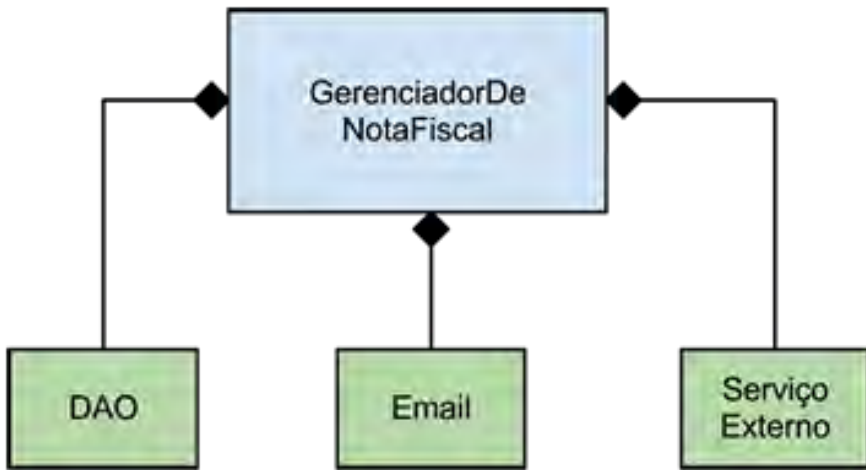 GerenciadorDe
NotaFiscal
DAO
Email
Serviço
Externo